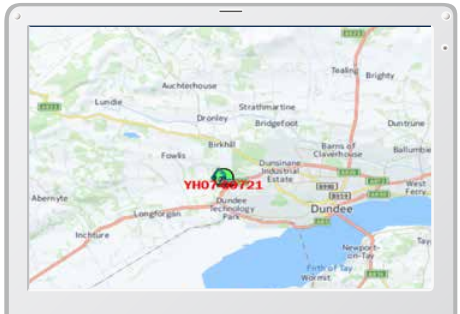 Tealing
Brighty
Auchterhouse
Lundie
Strathmartine
Dronley
Bridgefoot
Duntrune
Birkhill
Barns of
Claverhouse
Ballumbie
Fowlis
Dunsinane
Industrial
Estate
West
Ferry
Abernyte
Dundee
Technology
Park
Dundee
Longforgan
Inchture
Newport-
on-Tay
Tay
Firth of Tay
Wormit